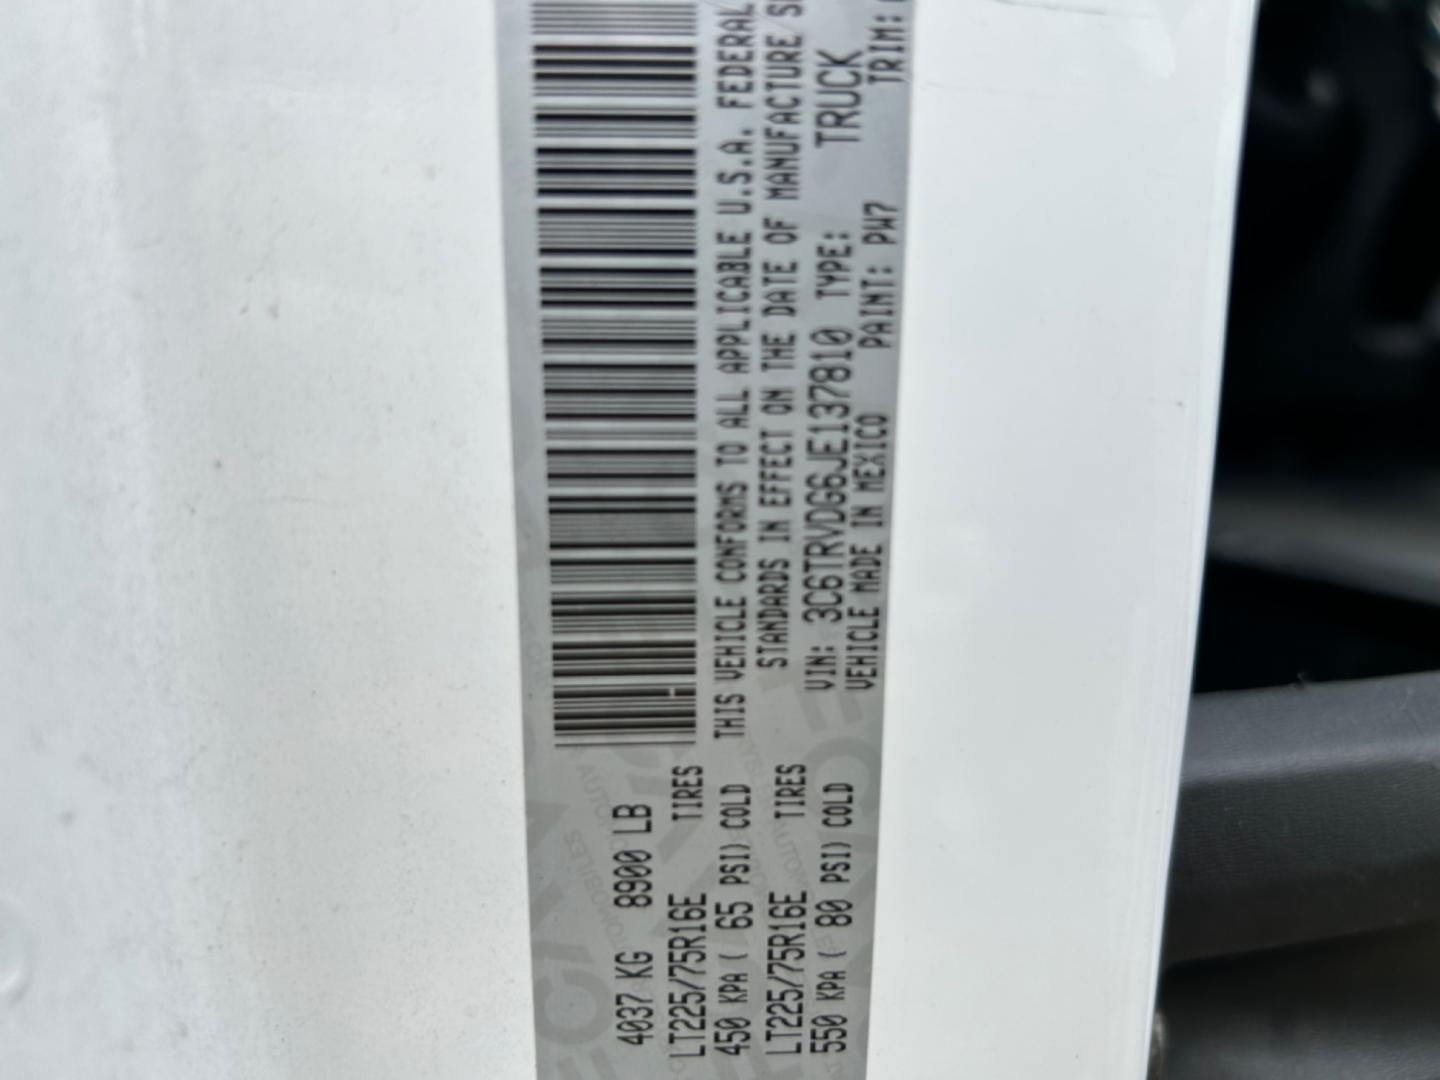 4037 KG 8900 LB
LT225/75R16E TIRES
450 KPA ( 65 PSI) COLD
LT225/75R16E TIRES
550 KPA ( 80 PSI) COLD
THIS VEHICLE CONFORMS TO ALL APPLICABLE U.S.A. FEDERAL
STANDARDS IN EFFECT ON THE DATE OF MANUFACTURE
VIN: 3C6TRVDG6JE137810 TYPE: TRUCK
VEHICLE MADE IN MEXICO PAINT: PW7 TRIM: